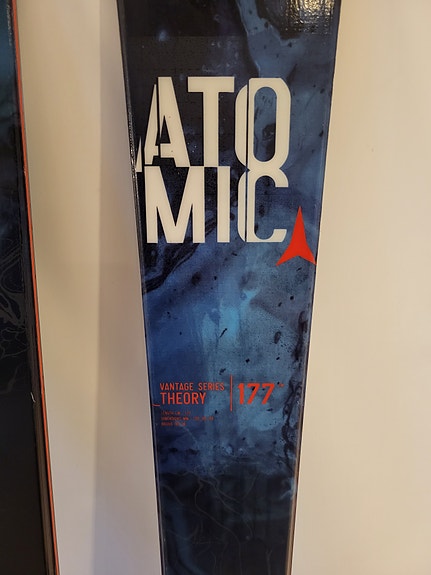 ATO
MIC
VANTAGE SERIES
THEORY
177